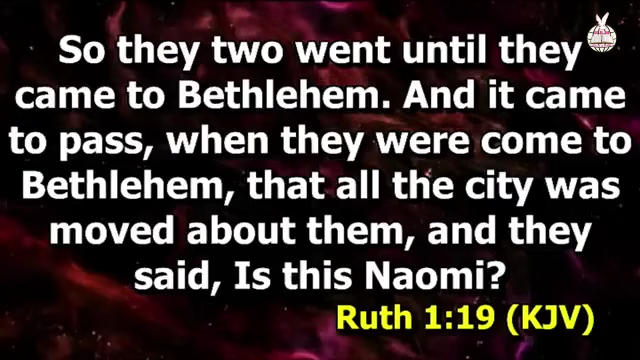 So they two went until they
came to Bethlehem. And it came
to pass, when they were come to
Bethlehem, that all the city was
moved about them, and they
said, Is this Naomi?
Ruth 1:19 (KJV)